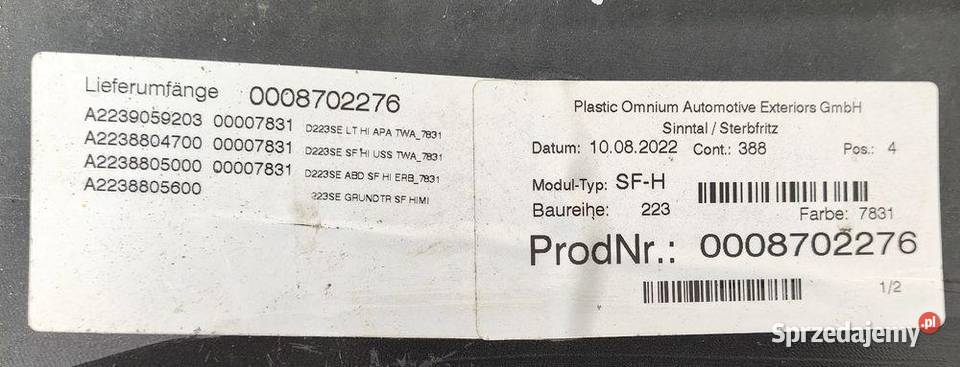 Lieferumfänge 0008702276
A2239059203 00007831 D223SE LT HI APA TWA_7831
A2238804700 00007831 D223SE SF HI USS TWA_7831
A2238805000 00007831 D223SE ABD SF HI ERB_7831
A2238805600 223SE GRUNDTR SF HIMI
Plastic Omnium Automotive Exteriors GmbH
Sinntal / Sterbfritz
Datum: 10.08.2022 Cont.: 388 Pos.: 4
Modul-Typ: SF-H
Baureihe: 223 Farbe: 7831
ProdNr.: 0008702276
1/2
Sprzedajemy.pl